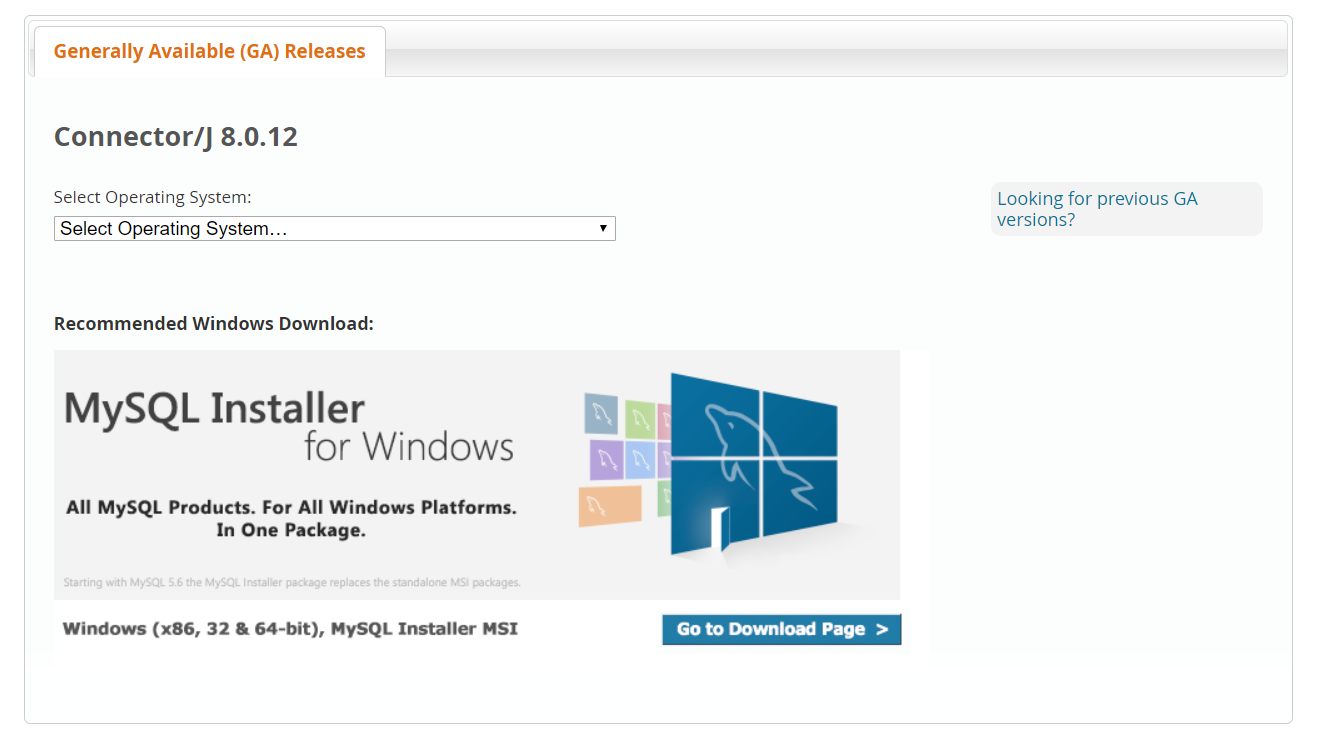 Generally Available (GA) Releases
Connector/J 8.0.12
Select Operating System:
Select Operating System…
Looking for previous GA
versions?
Recommended Windows Download:
MySQL Installer
for Windows
All MySQL Products. For All Windows Platforms.
In One Package.
Starting with MySQL 5.6 the MySQL Installer package replaces the standalone MSI packages.
Windows (x86, 32 & 64-bit), MySQL Installer MSI
Go to Download Page >